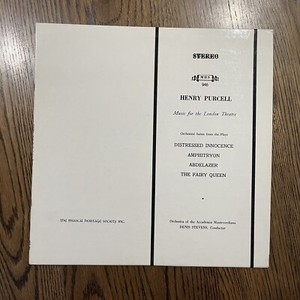 STEREO
MHS
HENRY PURCELL
Music for the London Theatre
Orchestral Suites from the Plays
DISTRESSED INNOCENCE
AMPHITRYON
ABDELAZER
THE FAIRY QUEEN
Orchestra of the Accademia Monteverdiana
DENIS STEVENS, Conductor
THE MUSICAL HERITAGE SOCIETY INC.